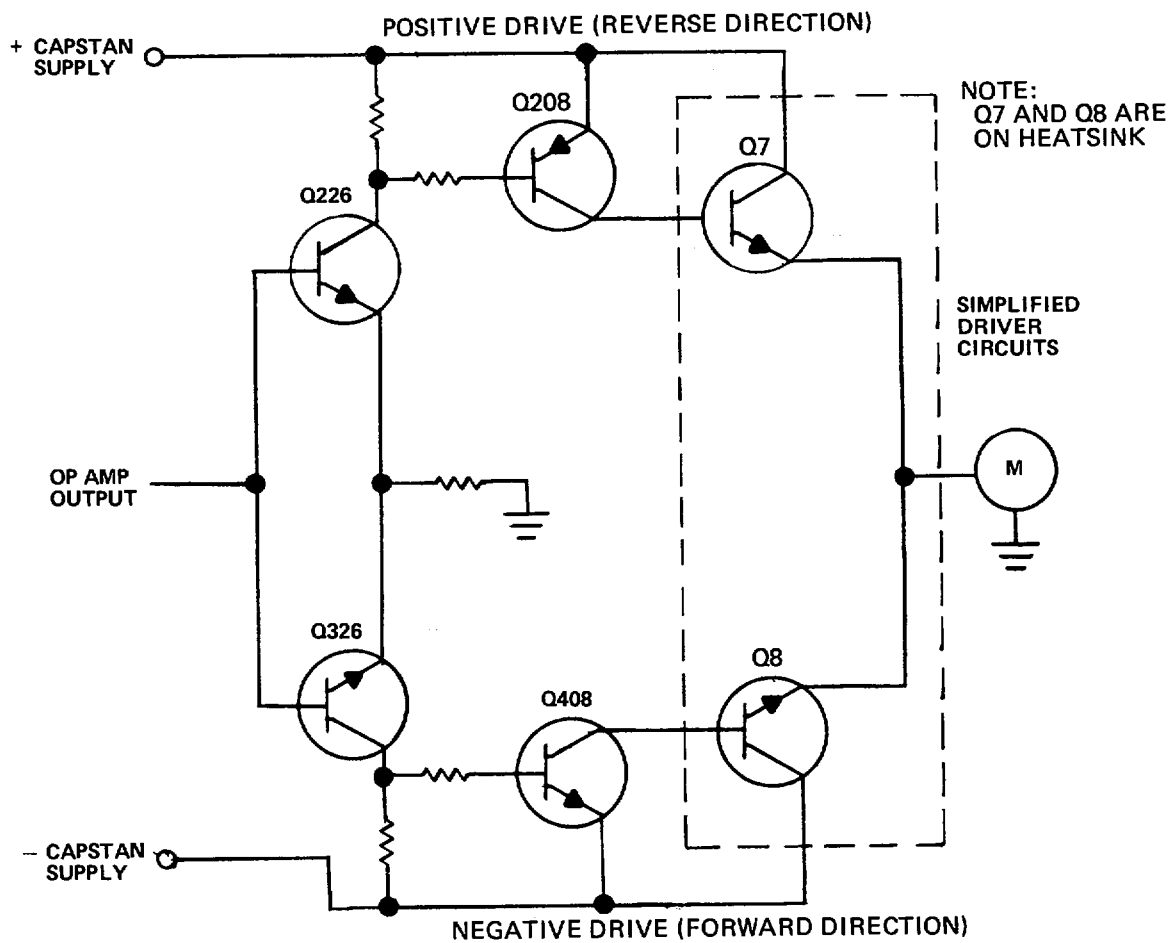 POSITIVE DRIVE (REVERSE DIRECTION)
+ CAPSTAN
SUPPLY
Q208
Q7
NOTE:
Q7 AND Q8 ARE
ON HEATSINK
Q226
SIMPLIFIED
DRIVER
CIRCUITS
OP AMP
OUTPUT
M
Q326
Q408
Q8
– CAPSTAN
SUPPLY
NEGATIVE DRIVE (FORWARD DIRECTION)